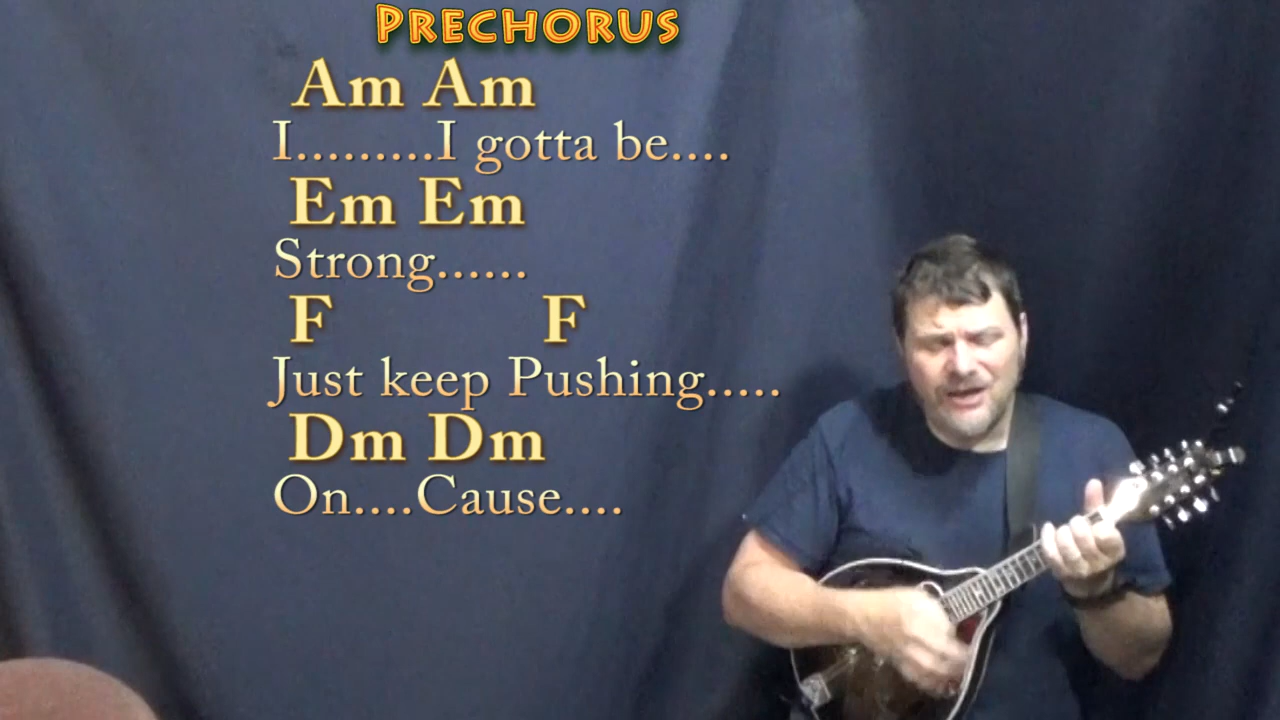 PRECHORUS
Am Am
I.........I gotta be....
Em Em
Strong......
F F
Just keep Pushing.....
Dm Dm
On....Cause....